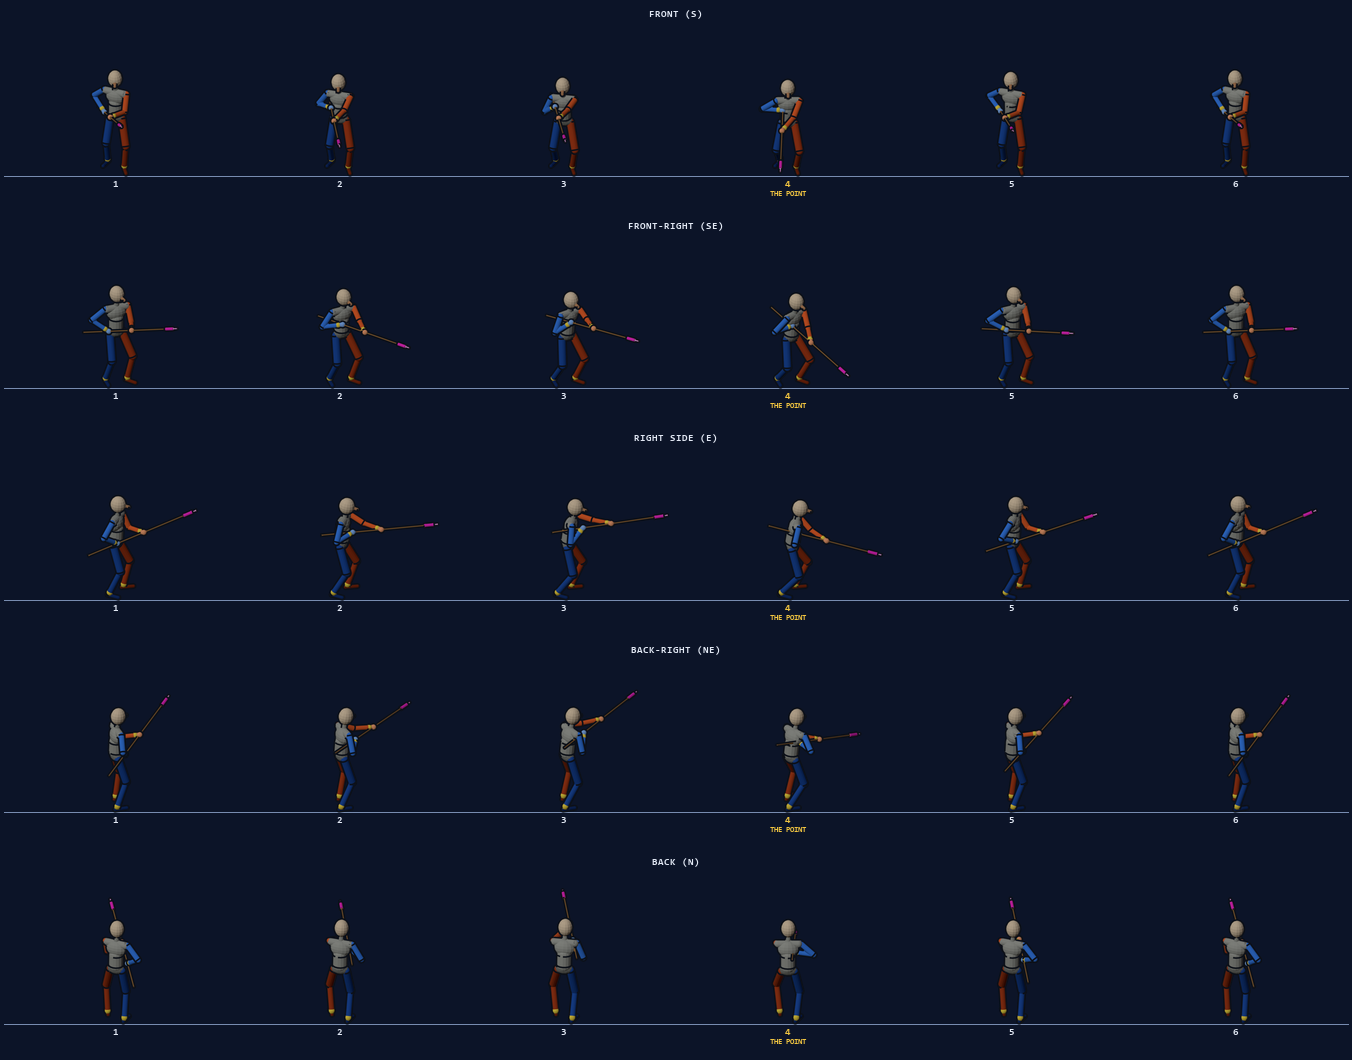 FRONT (S)
1 2 3 4 5 6
THE POINT
FRONT-RIGHT (SE)
1 2 3 4 5 6
THE POINT
RIGHT SIDE (E)
1 2 3 4 5 6
THE POINT
BACK-RIGHT (NE)
1 2 3 4 5 6
THE POINT
BACK (N)
1 2 3 4 5 6
THE POINT